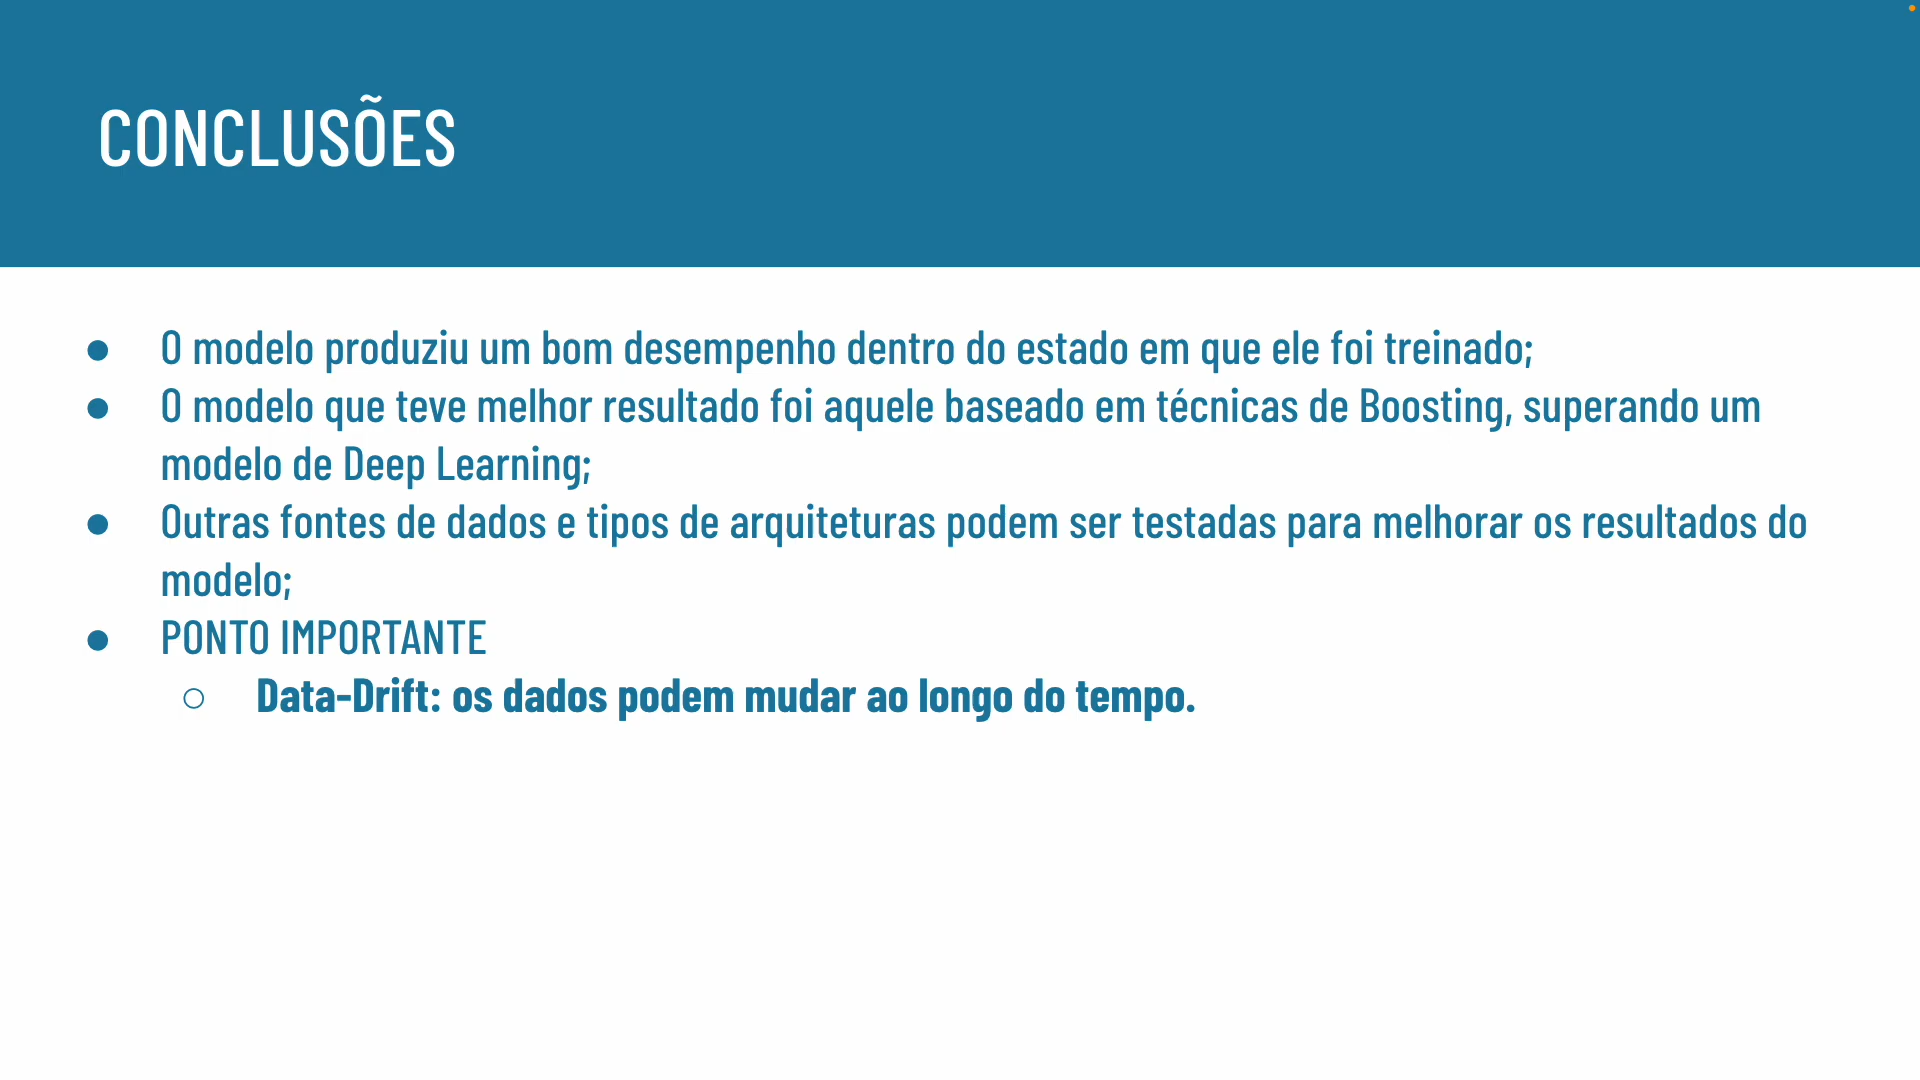 CONCLUSÕES
● O modelo produziu um bom desempenho dentro do estado em que ele foi treinado;
● O modelo que teve melhor resultado foi aquele baseado em técnicas de Boosting, superando um
modelo de Deep Learning;
● Outras fontes de dados e tipos de arquiteturas podem ser testadas para melhorar os resultados do
modelo;
● PONTO IMPORTANTE
○ Data-Drift: os dados podem mudar ao longo do tempo.